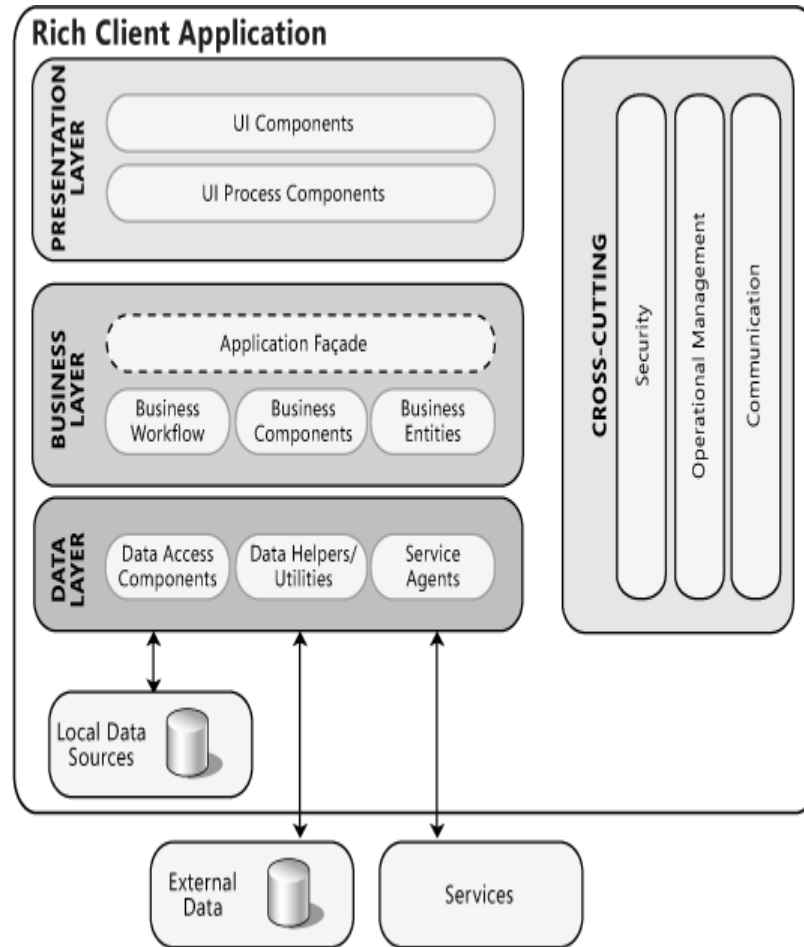 Rich Client Application
PRESENTATION
LAYER
UI Components
UI Process Components
BUSINESS
LAYER
Application Façade
Business
Workflow
Business
Components
Business
Entities
DATA
LAYER
Data Access
Components
Data Helpers/
Utilities
Service
Agents
CROSS-CUTTING
Security
Operational Management
Communication
Local Data
Sources
External
Data
Services